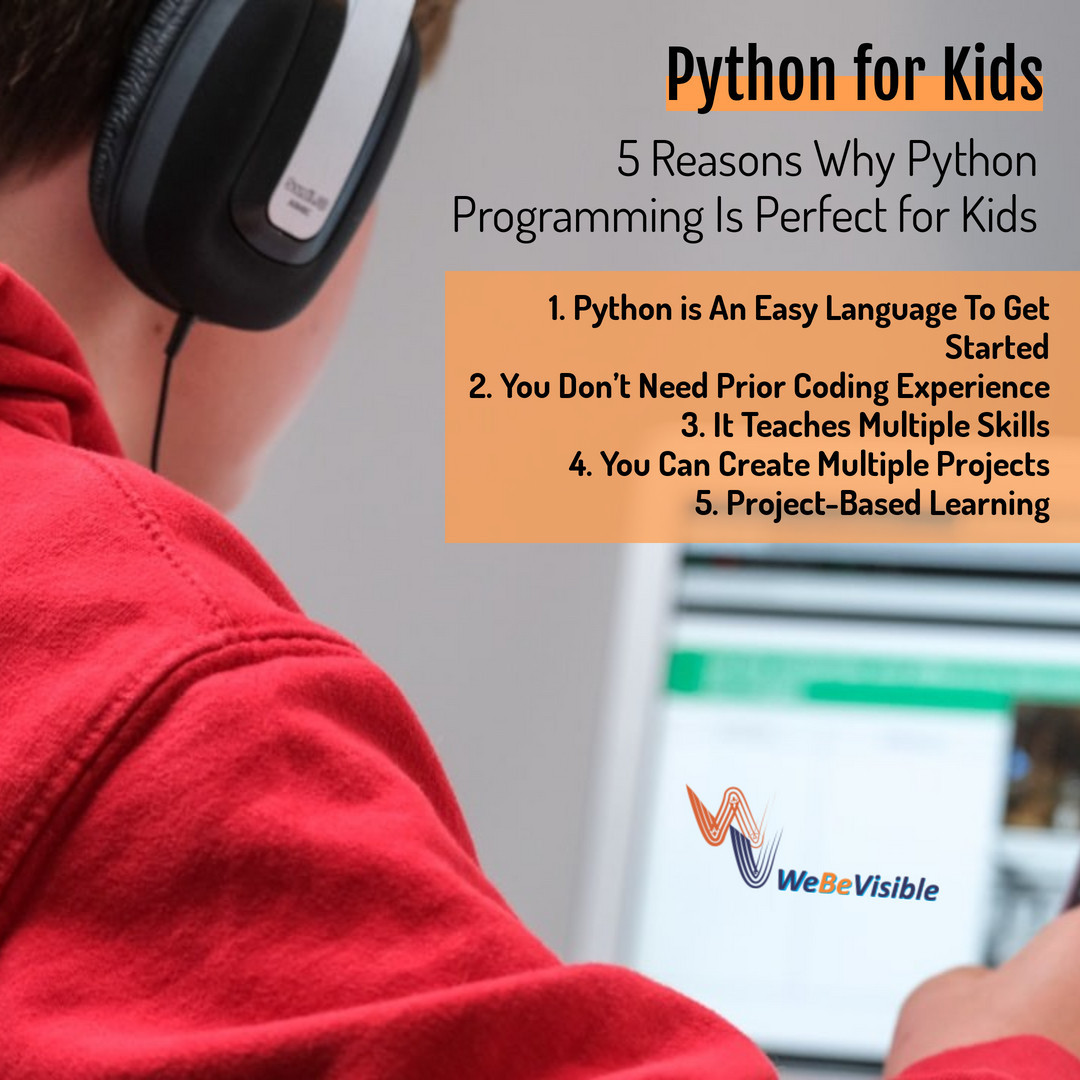 Python for Kids
5 Reasons Why Python
Programming Is Perfect for Kids
1. Python is An Easy Language To Get
Started
2. You Don't Need Prior Coding Experience
3. It Teaches Multiple Skills
4. You Can Create Multiple Projects
5. Project-Based Learning
WeBeVisible